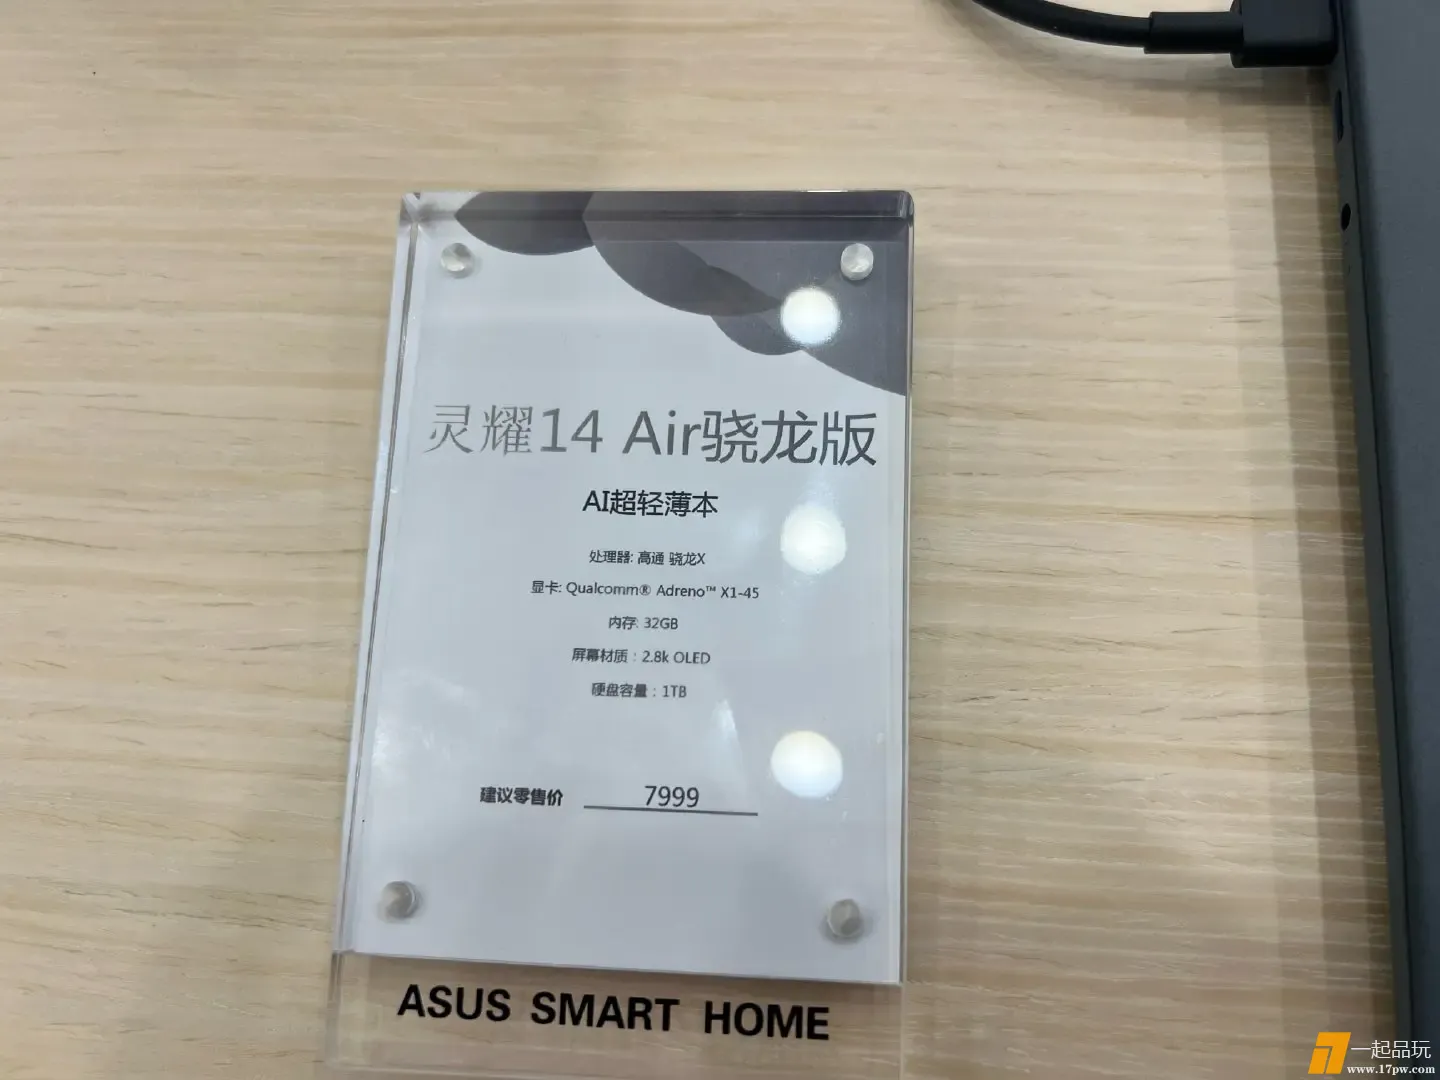 灵耀14 Air骁龙版
AI超轻薄本
处理器: 高通 骁龙X
显卡: Qualcomm® Adreno™ X1-45
内存: 32GB
屏幕材质：2.8k OLED
硬盘容量：1TB
建议零售价 7999
ASUS SMART HOME
一起品玩
www.17pw.com